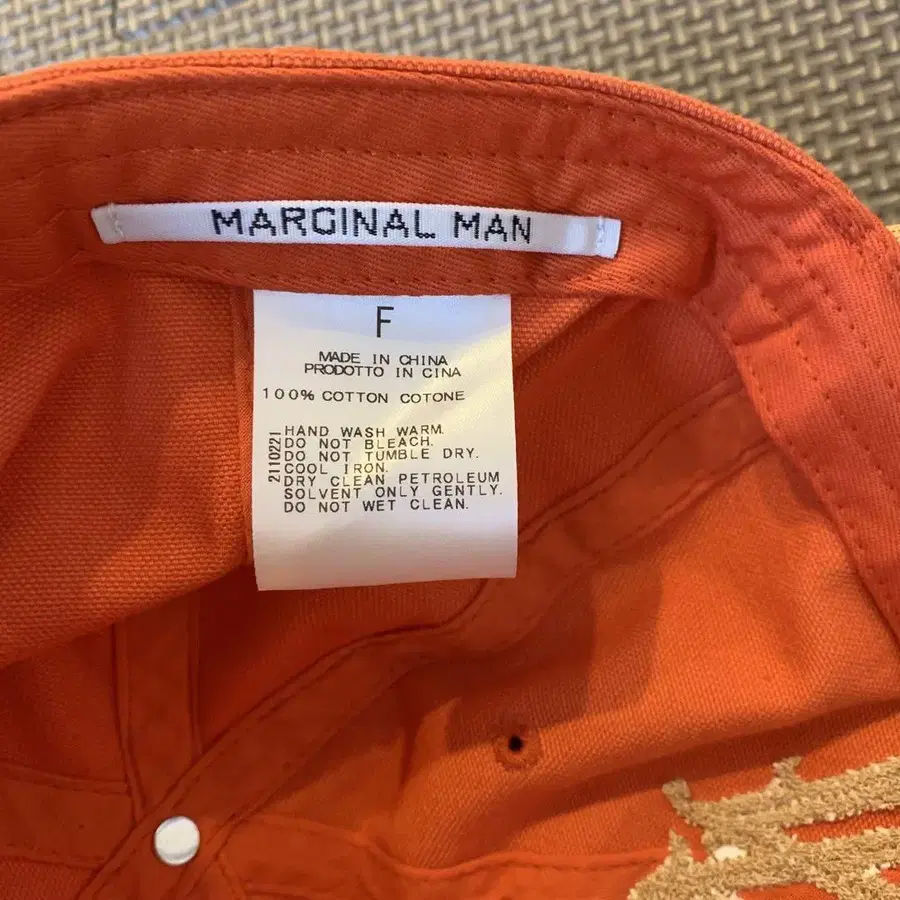 MARGINAL MAN
F
MADE IN CHINA
PRODOTTO IN CINA
100% COTTON COTONE
2110221
HAND WASH WARM.
DO NOT BLEACH.
DO NOT TUMBLE DRY.
COOL IRON.
DRY CLEAN PETROLEUM
SOLVENT ONLY GENTLY.
DO NOT WET CLEAN.